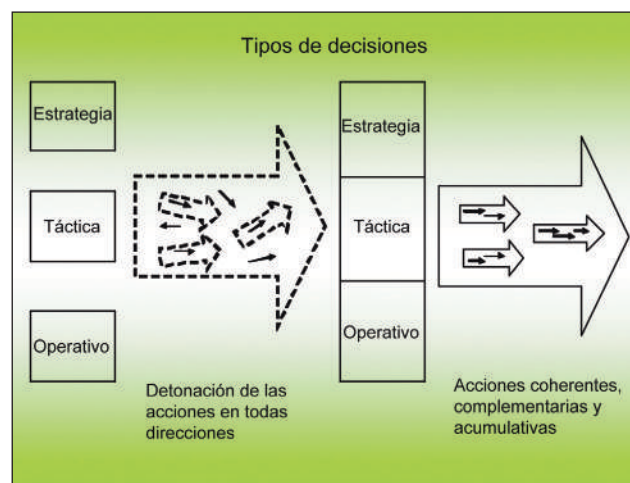 Tipos de decisiones
Estrategia
Táctica
Operativo
Detonación de las
acciones en todas
direcciones
Estrategia
Táctica
Operativo
Acciones coherentes,
complementarias y
acumulativas